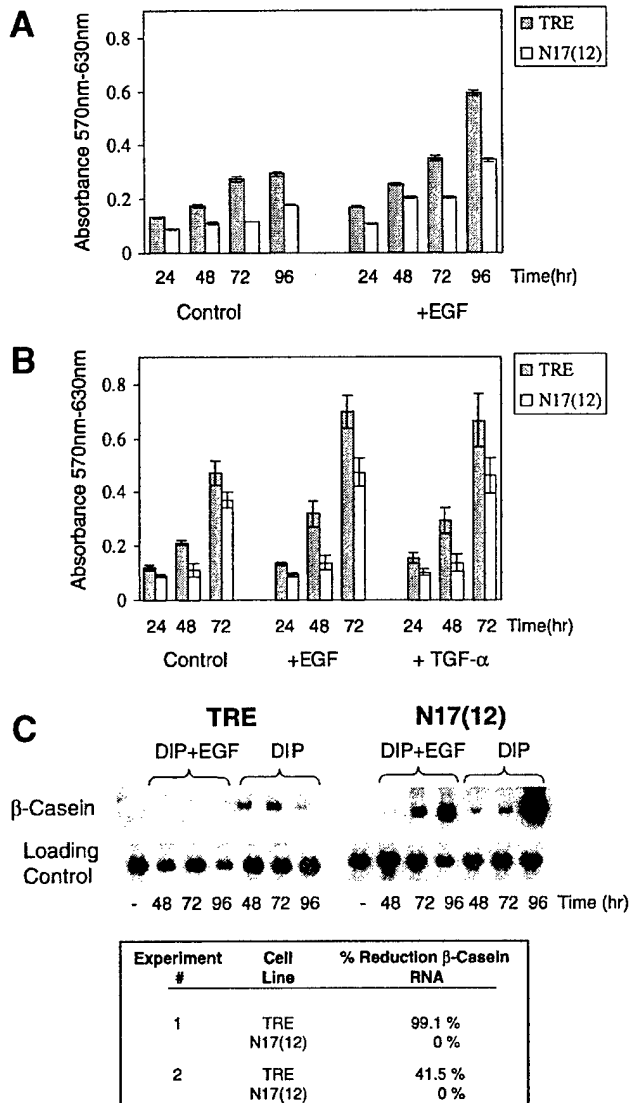 A
Absorbance 570nm-630nm
0.8
0.6
0.4
0.2
0
TRE
N17(12)
24 48 72 96 24 48 72 96 Time(hr)
Control +EGF
B
Absorbance 570nm-630nm
0.8
0.6
0.4
0.2
0
TRE
N17(12)
24 48 72 24 48 72 24 48 72 Time(hr)
Control +EGF + TGF-α
C
TRE N17(12)
DIP+EGF DIP DIP+EGF DIP
β-Casein
Loading
Control
- 48 72 96 48 72 96 - 48 72 96 48 72 96 Time (hr)
Experiment Cell % Reduction β-Casein
# Line RNA
1 TRE 99.1 %
N17(12) 0 %
2 TRE 41.5 %
N17(12) 0 %